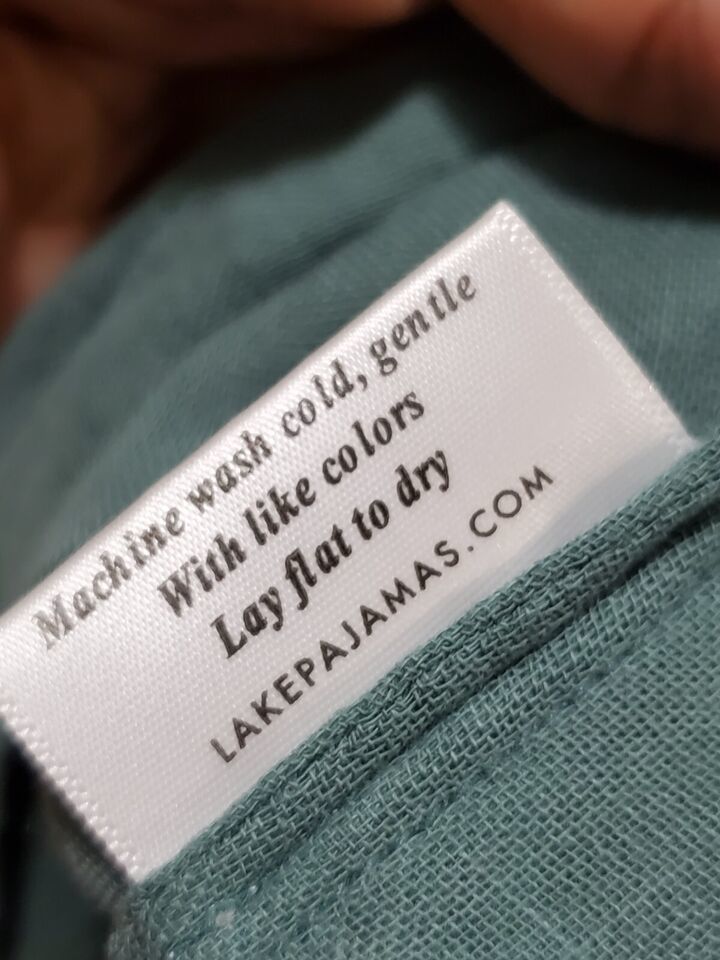 Machine wash cold, gentle
With like colors
Lay flat to dry
LAKEPAJAMAS.COM